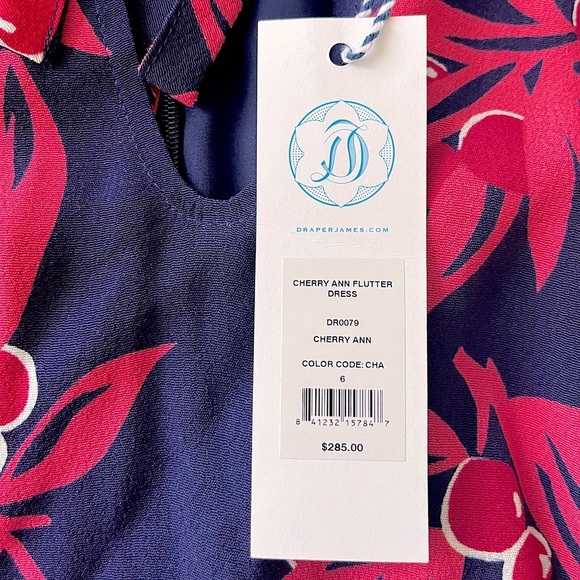 D
DRAPERJAMES.COM
CHERRY ANN FLUTTER
DRESS
DR0079
CHERRY ANN
COLOR CODE: CHA
6
8 41232 15784 7
$285.00